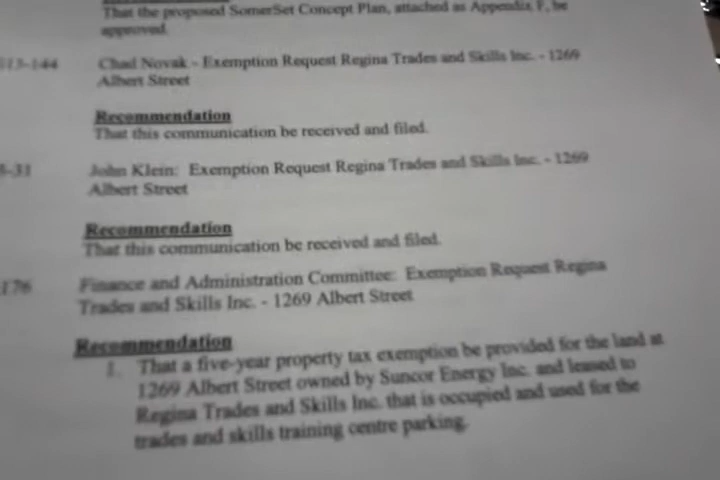 That the proposed SomerSet Concept Plan, attached as Appendix F, be
approved.
13-144 Chad Novak - Exemption Request Regina Trades and Skills Inc. - 1269
Albert Street
Recommendation
That this communication be received and filed.
-31 John Klein: Exemption Request Regina Trades and Skills Inc. - 1269
Albert Street
Recommendation
That this communication be received and filed.
176 Finance and Administration Committee: Exemption Request Regina
Trades and Skills Inc. - 1269 Albert Street
Recommendation
1. That a five-year property tax exemption be provided for the land at
1269 Albert Street owned by Suncor Energy Inc. and leased to
Regina Trades and Skills Inc. that is occupied and used for the
trades and skills training centre parking.